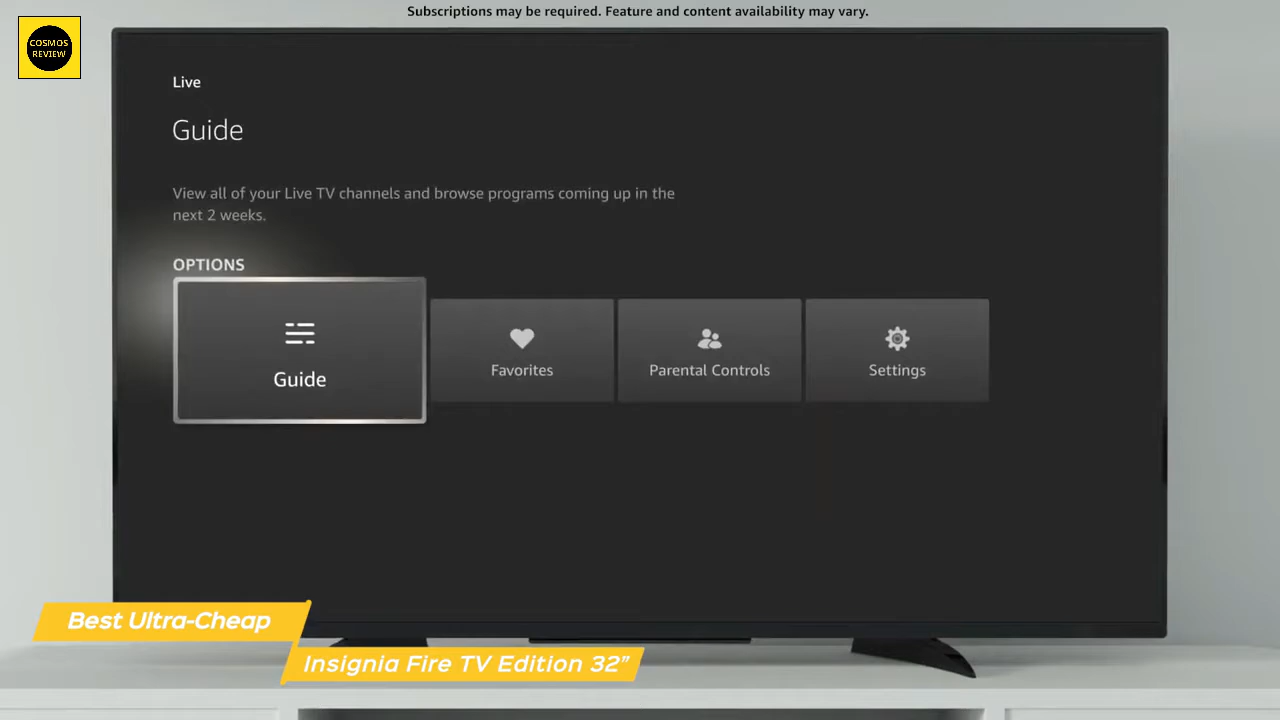 Subscriptions may be required. Feature and content availability may vary.
COSMOS
REVIEW
Live
Guide
View all of your Live TV channels and browse programs coming up in the
next 2 weeks.
OPTIONS
Guide
Favorites
Parental Controls
Settings
Best Ultra-Cheap
Insignia Fire TV Edition 32”